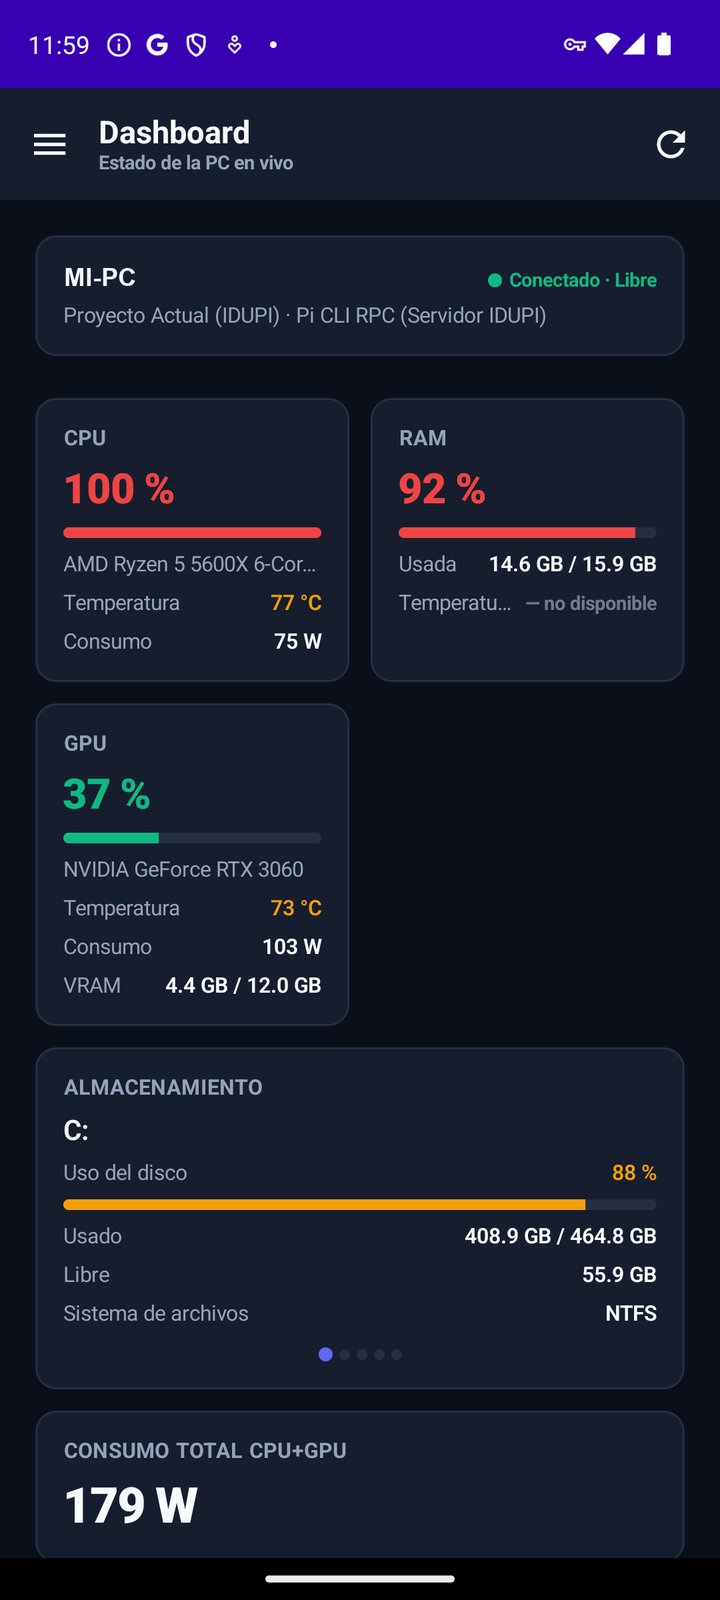 11:59
Dashboard
Estado de la PC en vivo
MI-PC
Conectado · Libre
Proyecto Actual (IDUPI) · Pi CLI RPC (Servidor IDUPI)
CPU
100 %
AMD Ryzen 5 5600X 6-Cor...
Temperatura 77 °C
Consumo 75 W
RAM
92 %
Usada 14.6 GB / 15.9 GB
Temperatu... — no disponible
GPU
37 %
NVIDIA GeForce RTX 3060
Temperatura 73 °C
Consumo 103 W
VRAM 4.4 GB / 12.0 GB
ALMACENAMIENTO
C:
Uso del disco 88 %
Usado 408.9 GB / 464.8 GB
Libre 55.9 GB
Sistema de archivos NTFS
CONSUMO TOTAL CPU+GPU
179 W